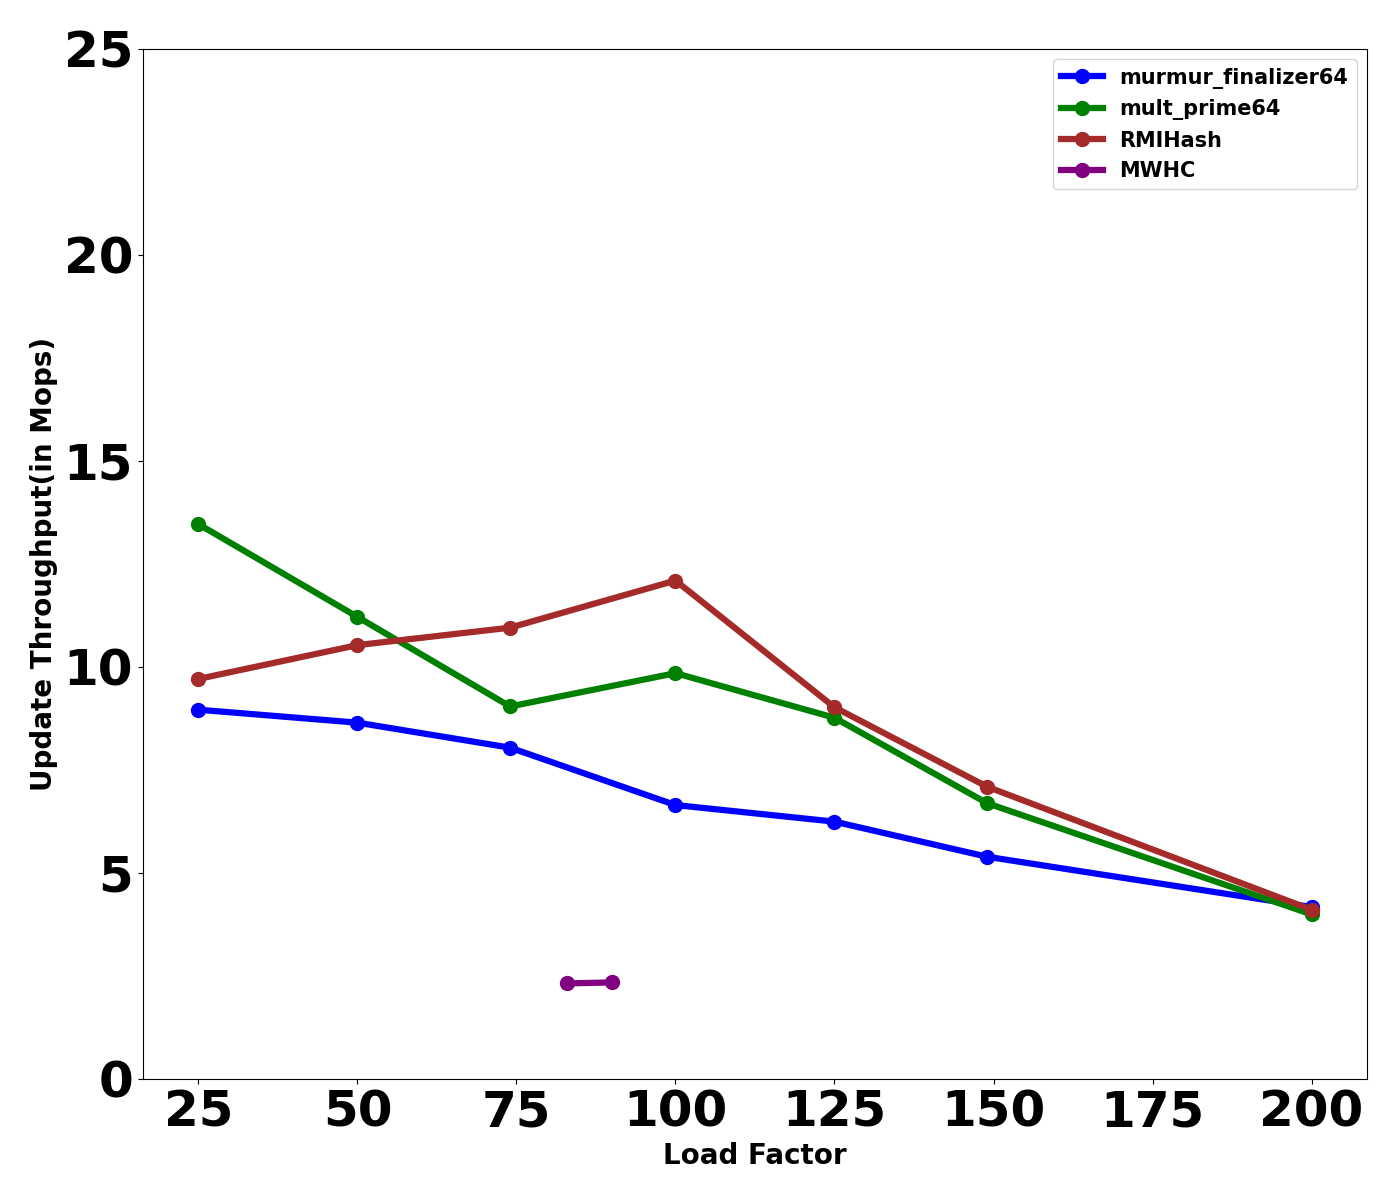 25
20
15
10
5
0
Update Throughput(in Mops)
murmur_finalizer64
mult_prime64
RMIHash
MWHC
25 50 75 100 125 150 175 200
Load Factor